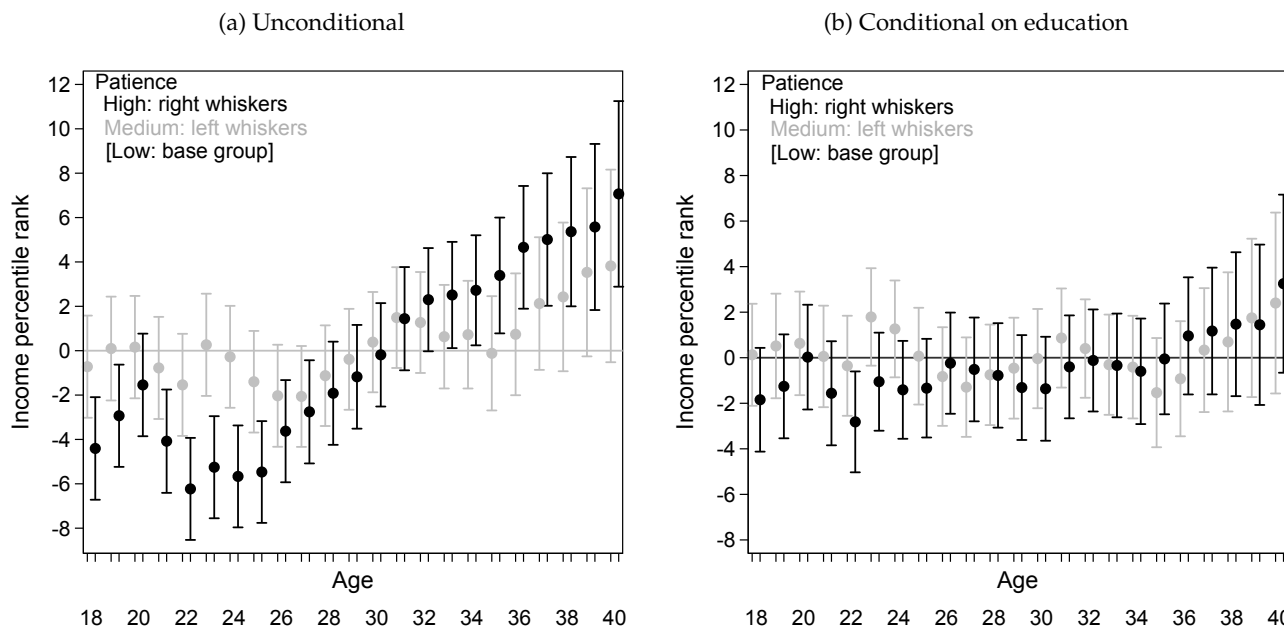 (a) Unconditional
Patience
High: right whiskers
Medium: left whiskers
[Low: base group]
Income percentile rank
12
10
8
6
4
2
0
-2
-4
-6
-8
Age
18 20 22 24 26 28 30 32 34 36 38 40
(b) Conditional on education
Patience
High: right whiskers
Medium: left whiskers
[Low: base group]
Income percentile rank
12
10
8
6
4
2
0
-2
-4
-6
-8
Age
18 20 22 24 26 28 30 32 34 36 38 40